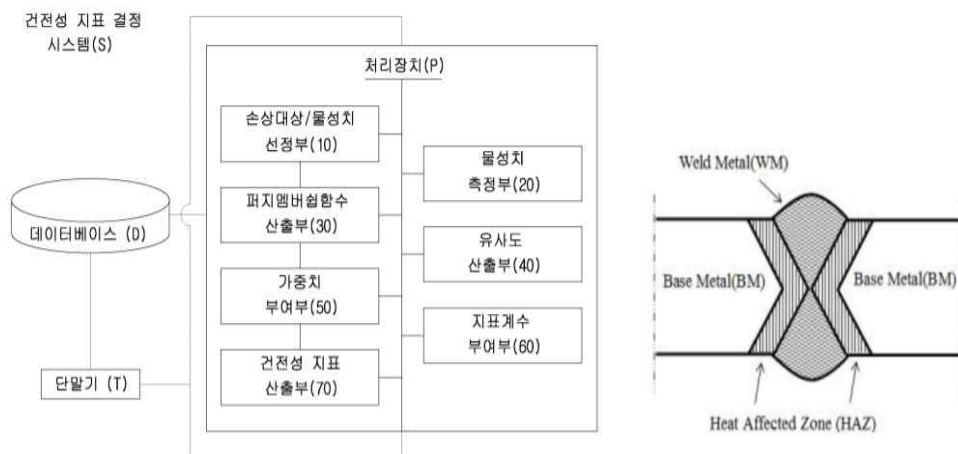 건전성 지표 결정
시스템(S)
처리장치(P)
손상대상/물성치
선정부(10)
물성치
측정부(20)
퍼지멤버쉽함수
산출부(30)
유사도
산출부(40)
가중치
부여부(50)
지표계수
부여부(60)
건전성 지표
산출부(70)
데이터베이스 (D)
단말기 (T)
Weld Metal(WM)
Base Metal(BM)
Base Metal(BM)
Heat Affected Zone (HAZ)